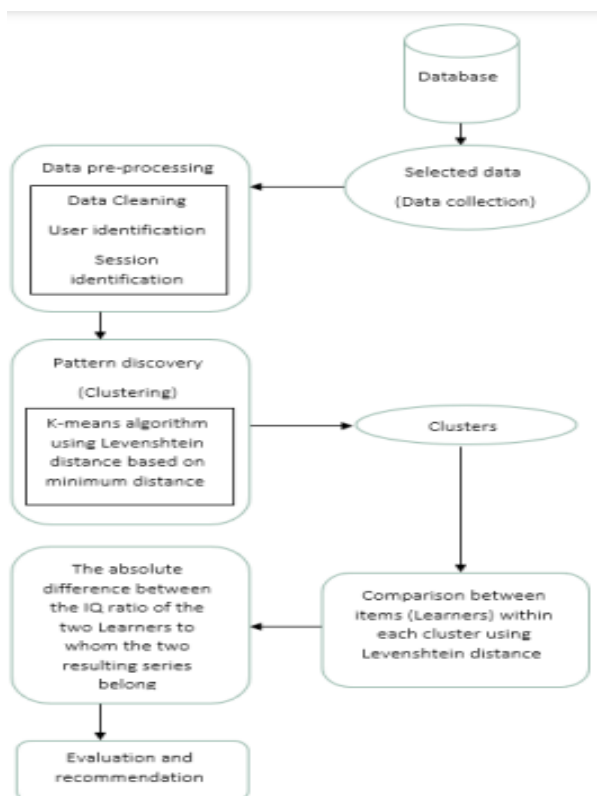 Database
Selected data
(Data collection)
Data pre-processing
Data Cleaning
User identification
Session
identification
Pattern discovery
(Clustering)
K-means algorithm
using Levenshtein
distance based on
minimum distance
Clusters
Comparison between
items (Learners) within
each cluster using
Levenshtein distance
The absolute
difference between
the IQ ratio of the
two Learners to
whom the two
resulting series
belong
Evaluation and
recommendation